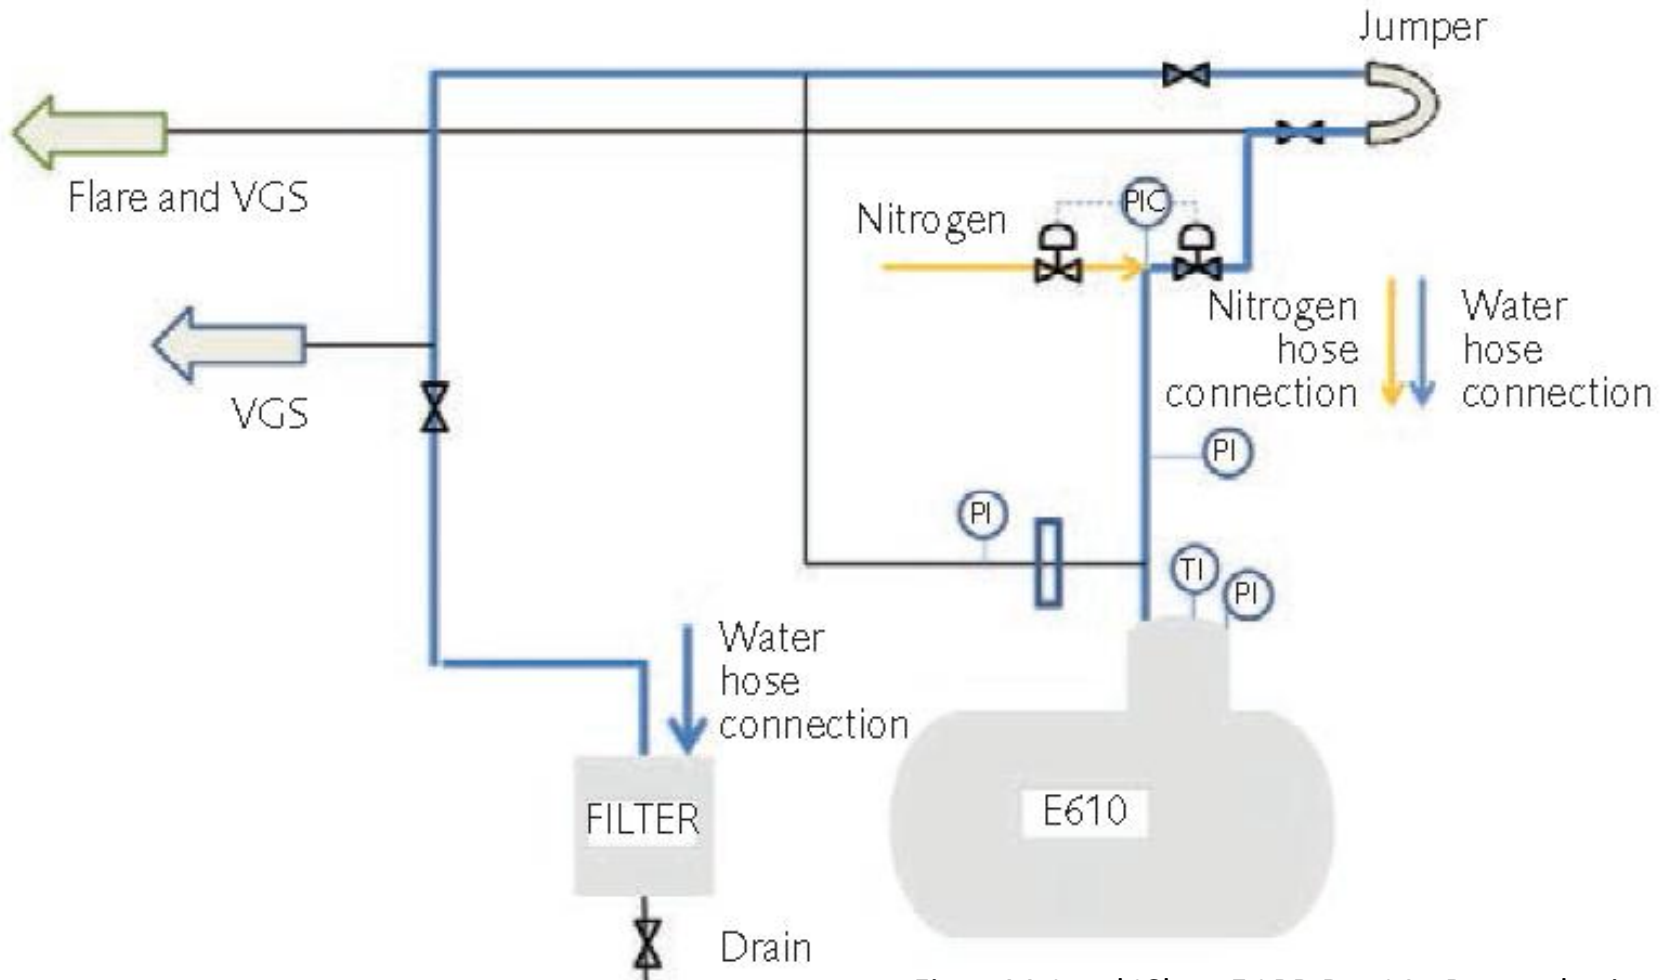 Jumper
Flare and VGS
Nitrogen
PIC
Nitrogen
hose
connection
Water
hose
connection
VGS
PI
PI
TI
PI
Water
hose
connection
FILTER
E610
Drain